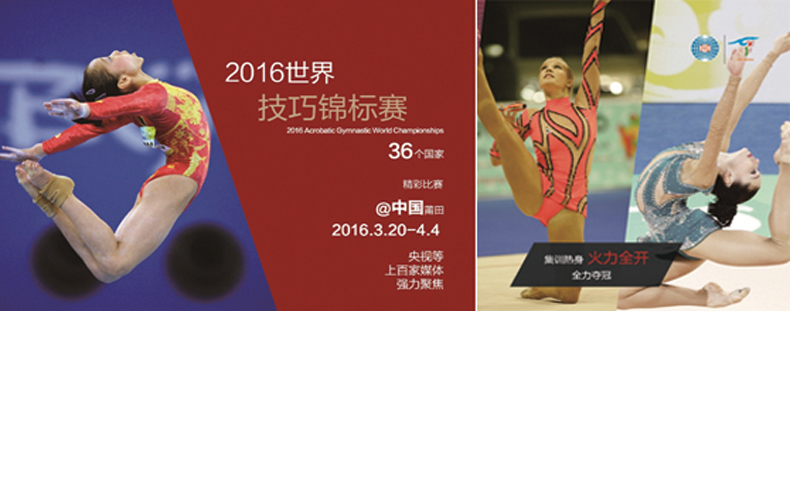 2016世界
技巧锦标赛
2016 Acrobatic Gymnastic World Championships
36个国家
精彩比赛
@中国莆田
2016.3.20-4.4
央视等
上百家媒体
强力聚焦
集训热身 火力全开
全力夺冠